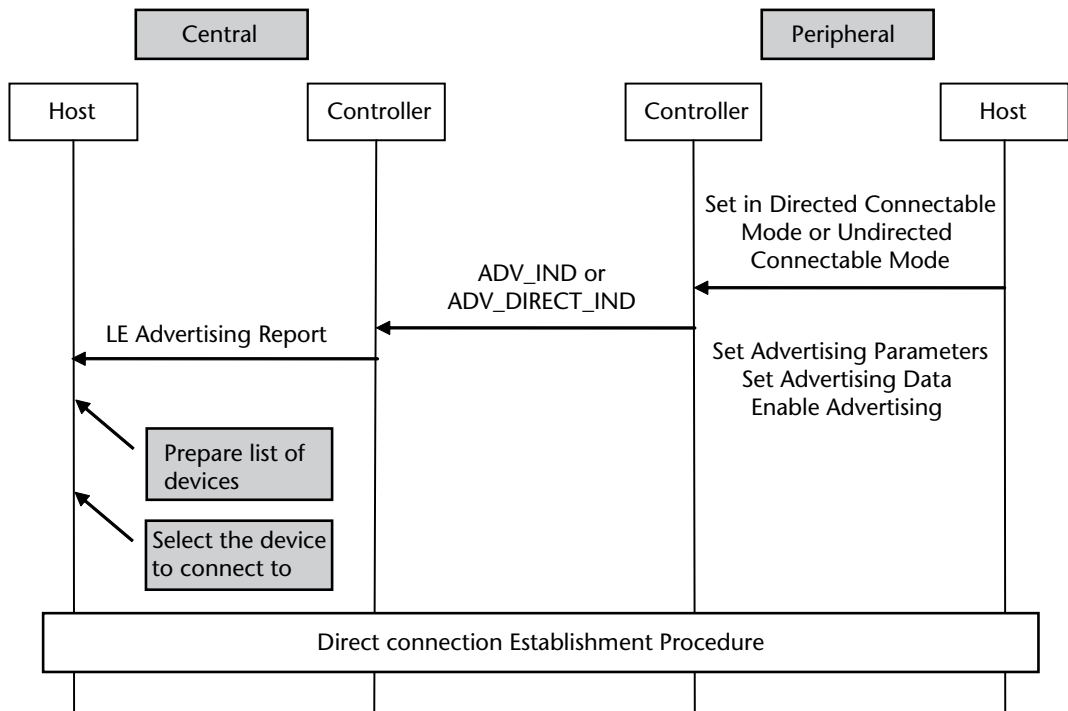 Central
Peripheral
Host
Controller
Controller
Host
Set in Directed Connectable
Mode or Undirected
Connectable Mode
ADV_IND or
ADV_DIRECT_IND
LE Advertising Report
Set Advertising Parameters
Set Advertising Data
Enable Advertising
Prepare list of
devices
Select the device
to connect to
Direct connection Establishment Procedure